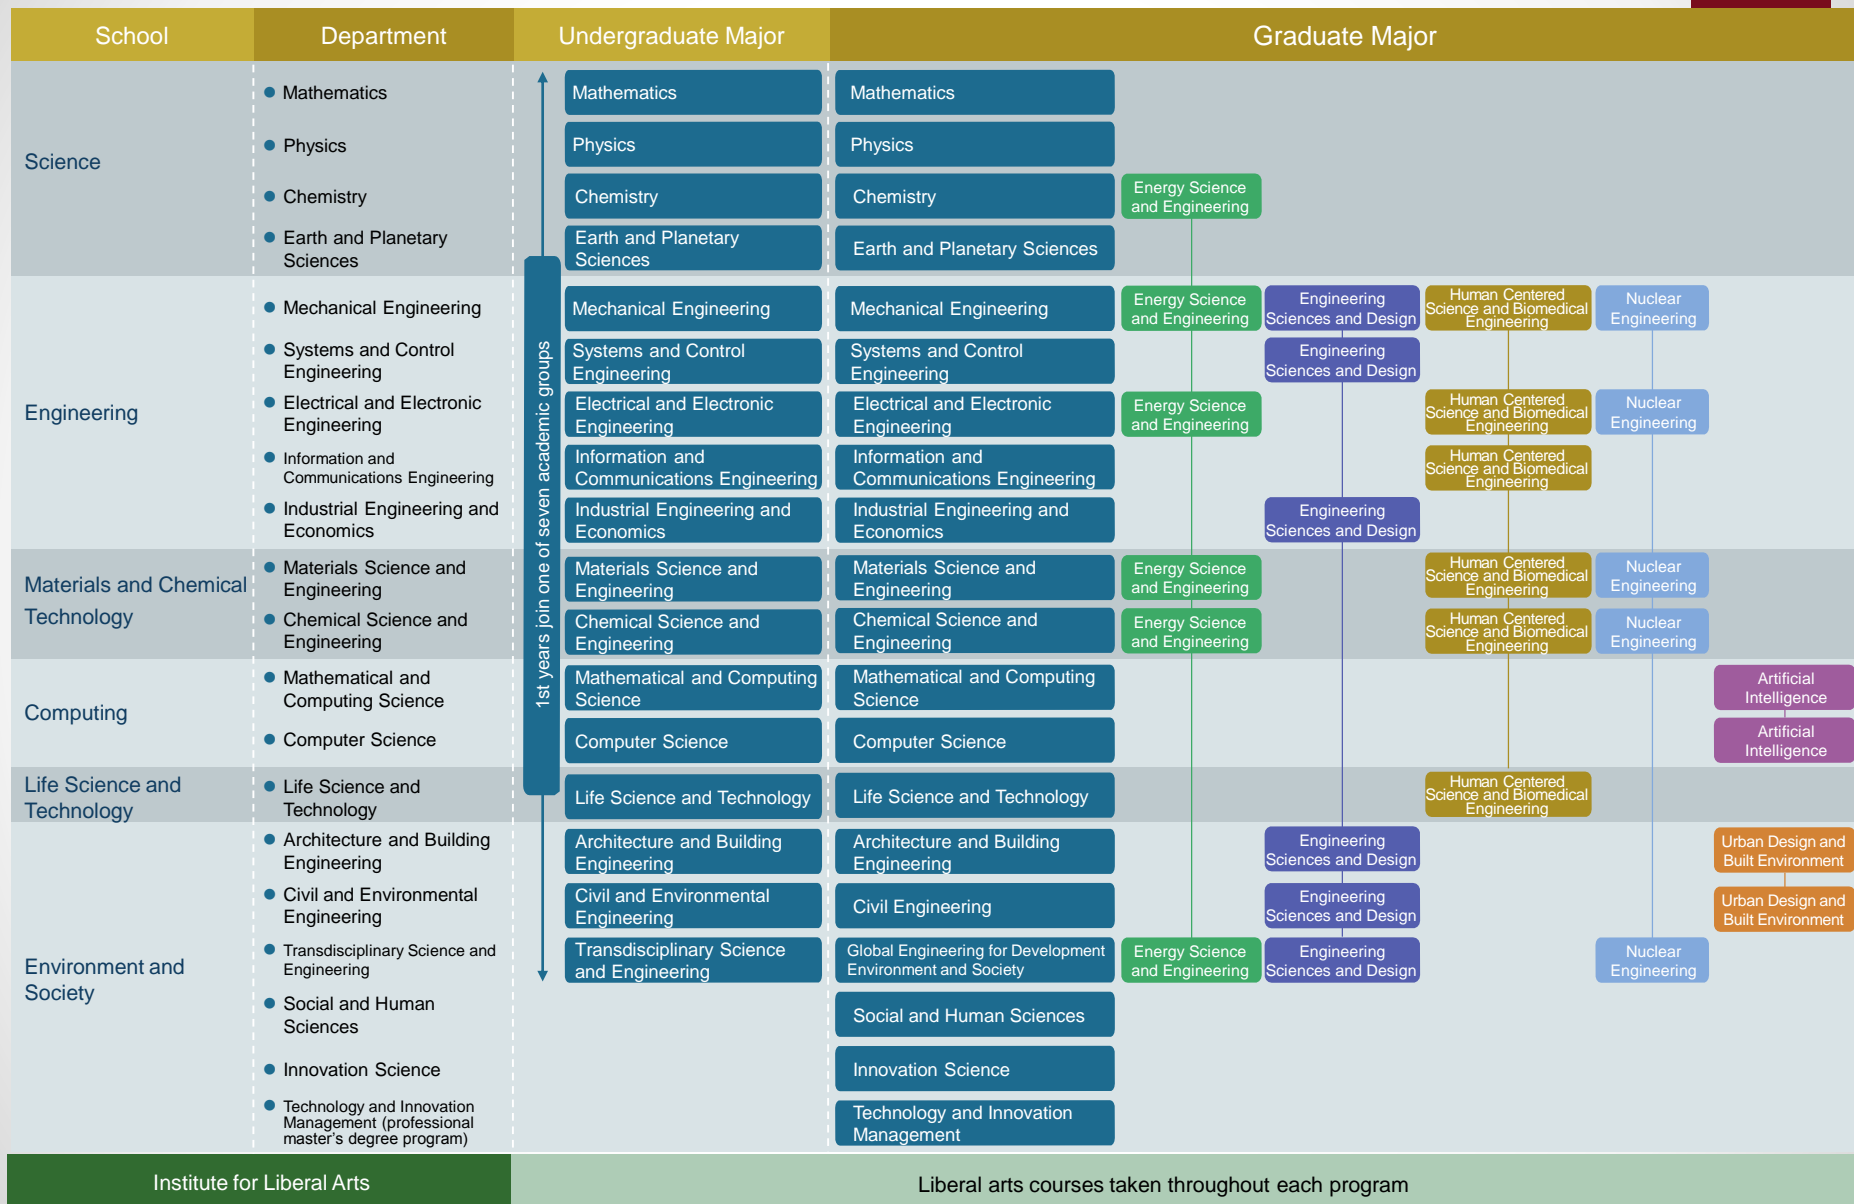 School
Department
Undergraduate Major
Graduate Major
Science
Mathematics
Mathematics
Mathematics
Physics
Physics
Physics
Chemistry
Chemistry
Chemistry
Energy Science
and Engineering
Earth and Planetary
Sciences
Earth and Planetary
Sciences
Earth and Planetary Sciences
1st years join one of seven academic groups
Engineering
Mechanical Engineering
Mechanical Engineering
Mechanical Engineering
Energy Science
and Engineering
Engineering
Sciences and Design
Human Centered
Science and Biomedical
Engineering
Nuclear
Engineering
Systems and Control
Engineering
Systems and Control
Engineering
Systems and Control
Engineering
Engineering
Sciences and Design
Electrical and Electronic
Engineering
Electrical and Electronic
Engineering
Electrical and Electronic
Engineering
Energy Science
and Engineering
Human Centered
Science and Biomedical
Engineering
Nuclear
Engineering
Information and
Communications Engineering
Information and
Communications Engineering
Information and
Communications Engineering
Human Centered
Science and Biomedical
Engineering
Industrial Engineering and
Economics
Industrial Engineering and
Economics
Industrial Engineering and
Economics
Engineering
Sciences and Design
Materials and Chemical
Technology
Materials Science and
Engineering
Materials Science and
Engineering
Materials Science and
Engineering
Energy Science
and Engineering
Human Centered
Science and Biomedical
Engineering
Nuclear
Engineering
Chemical Science and
Engineering
Chemical Science and
Engineering
Chemical Science and
Engineering
Energy Science
and Engineering
Human Centered
Science and Biomedical
Engineering
Nuclear
Engineering
Computing
Mathematical and
Computing Science
Mathematical and Computing
Science
Mathematical and Computing
Science
Artificial
Intelligence
Computer Science
Computer Science
Computer Science
Artificial
Intelligence
Life Science and
Technology
Life Science and
Technology
Life Science and Technology
Life Science and Technology
Human Centered
Science and Biomedical
Engineering
Environment and
Society
Architecture and Building
Engineering
Architecture and Building
Engineering
Architecture and Building
Engineering
Engineering
Sciences and Design
Urban Design and
Built Environment
Civil and Environmental
Engineering
Civil and Environmental
Engineering
Civil Engineering
Engineering
Sciences and Design
Urban Design and
Built Environment
Transdisciplinary Science and
Engineering
Transdisciplinary Science
and Engineering
Global Engineering for Development
Environment and Society
Energy Science
and Engineering
Engineering
Sciences and Design
Nuclear
Engineering
Social and Human
Sciences
Social and Human Sciences
Innovation Science
Innovation Science
Technology and Innovation
Management (professional
master's degree program)
Technology and Innovation
Management
Institute for Liberal Arts
Liberal arts courses taken throughout each program